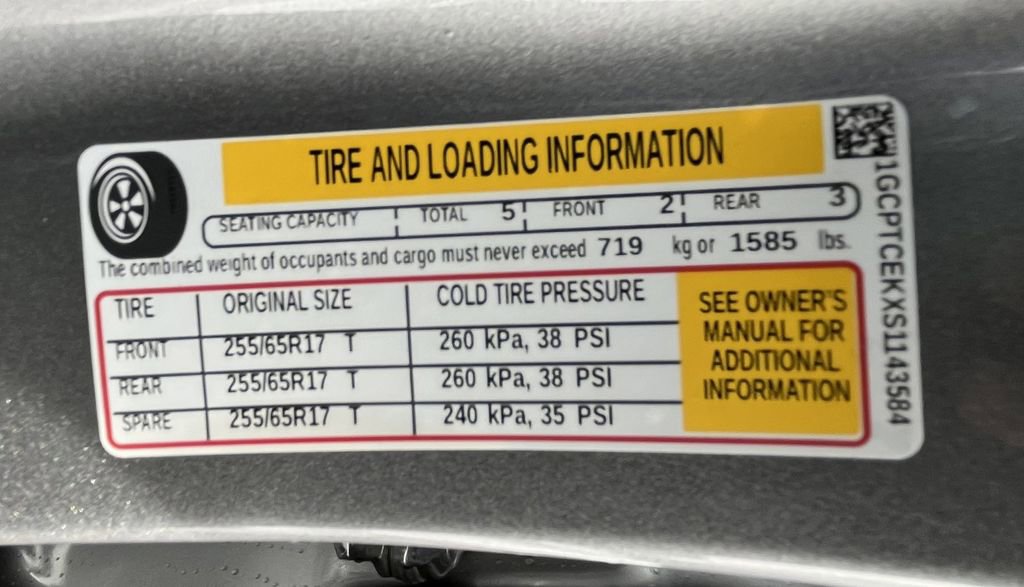 TIRE AND LOADING INFORMATION
SEATING CAPACITY TOTAL 5 FRONT 2 REAR 3
The combined weight of occupants and cargo must never exceed 719 kg or 1585 lbs.
TIRE ORIGINAL SIZE COLD TIRE PRESSURE
FRONT 255/65R17 T 260 kPa, 38 PSI
REAR 255/65R17 T 260 kPa, 38 PSI
SPARE 255/65R17 T 240 kPa, 35 PSI
SEE OWNER'S
MANUAL FOR
ADDITIONAL
INFORMATION
1GCPTCEKXS1143584